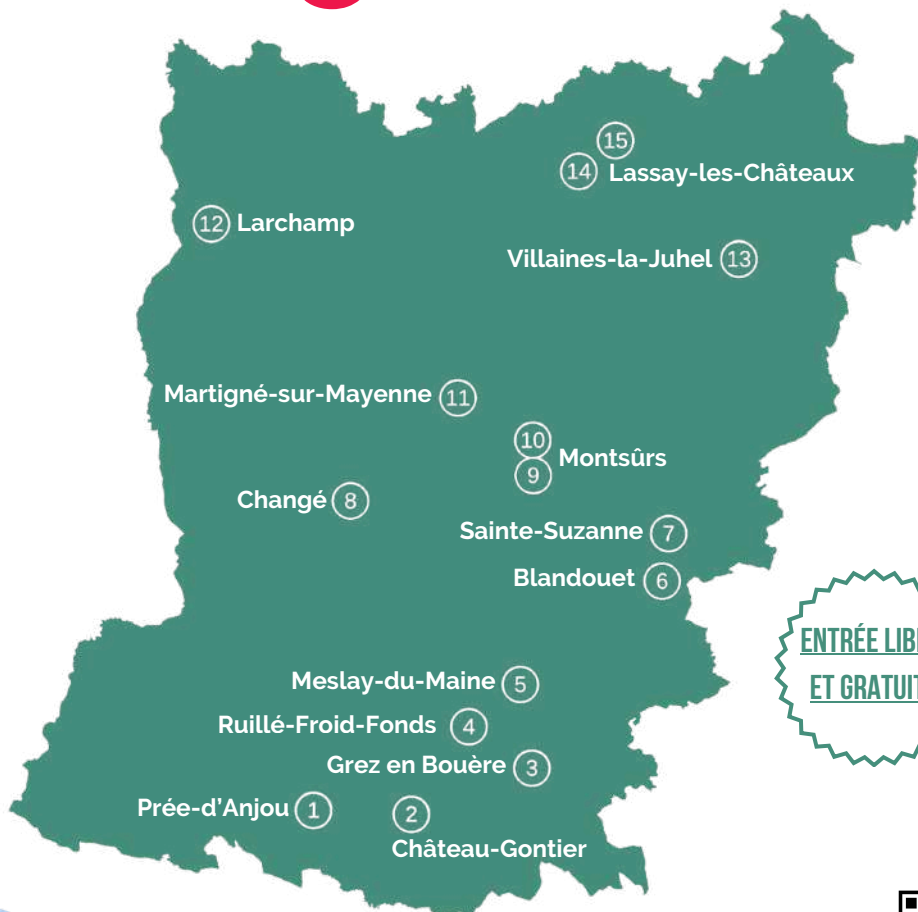 15
14 Lassay-les-Châteaux
12 Larchamp
Villaines-la-Juhel 13
Martigné-sur-Mayenne 11
10
Montsûrs
9
Changé 8
Sainte-Suzanne 7
Blandouet 6
ENTRÉE LIB
ET GRATUIT
Meslay-du-Maine 5
Ruillé-Froid-Fonds 4
Grez en Bouère 3
Prée-d'Anjou 1
2
Château-Gontier